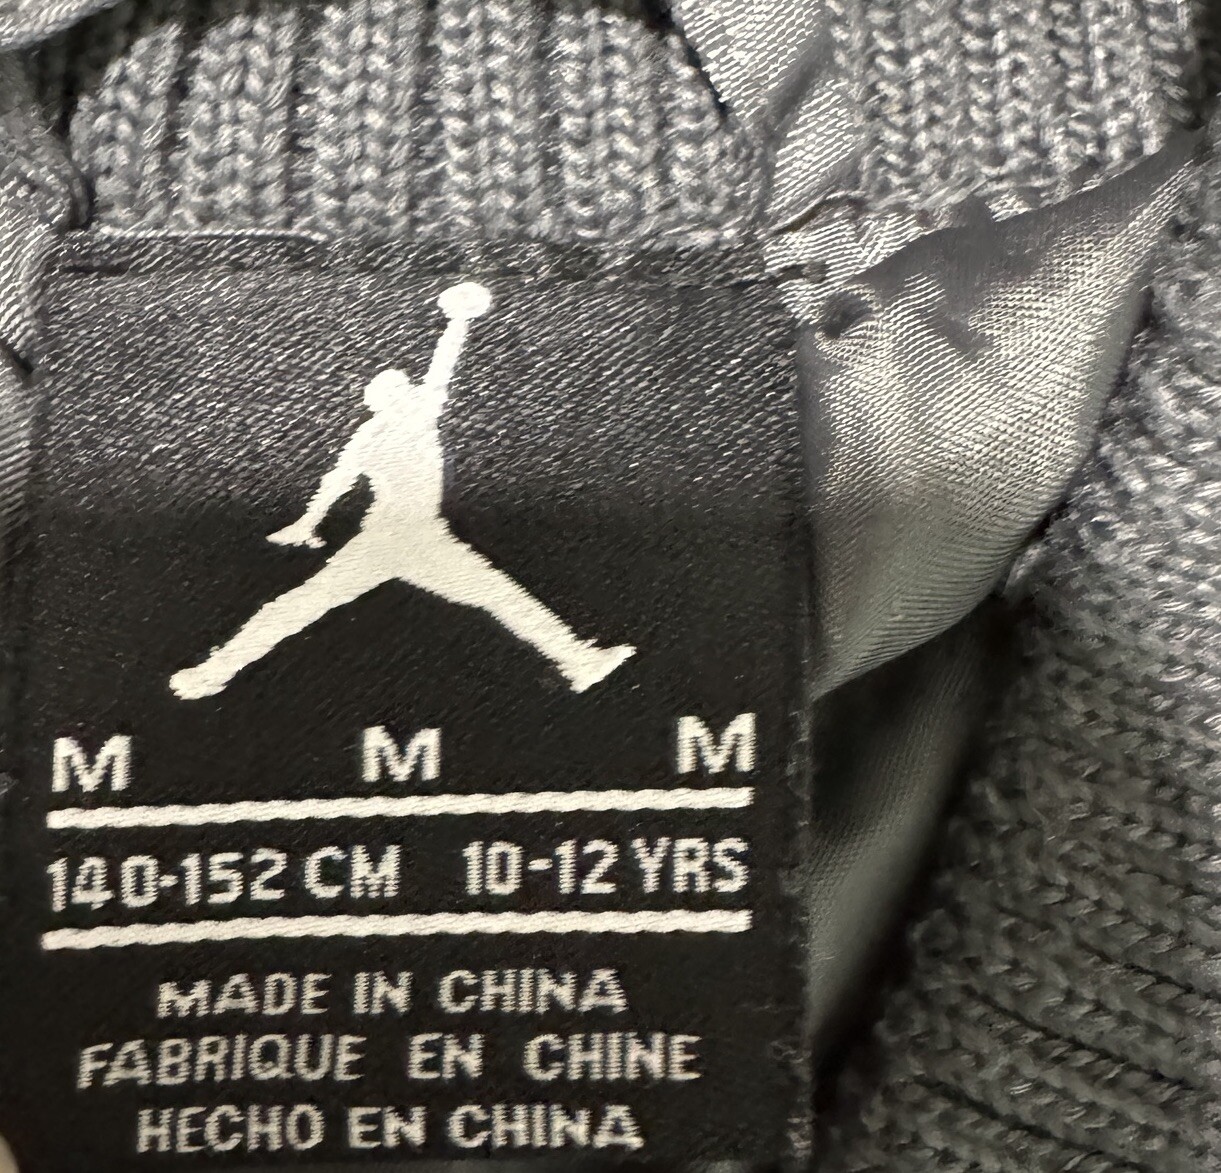 M M M
140-152 CM 10-12 YRS
MADE IN CHINA
FABRIQUE EN CHINE
HECHO EN CHINA